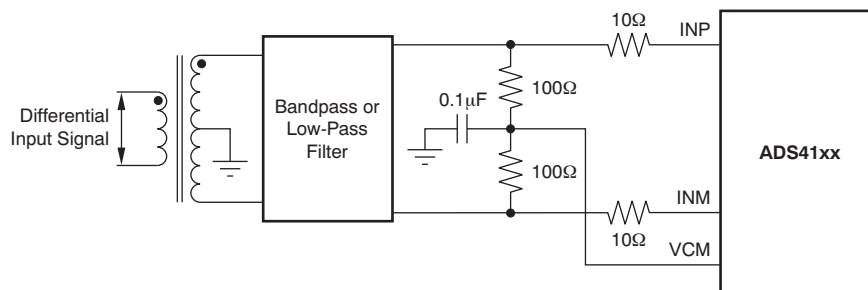 10Ω
INP
0.1μF
100Ω
Differential
Input Signal
Bandpass or
Low-Pass
Filter
ADS41xx
100Ω
INM
10Ω
VCM